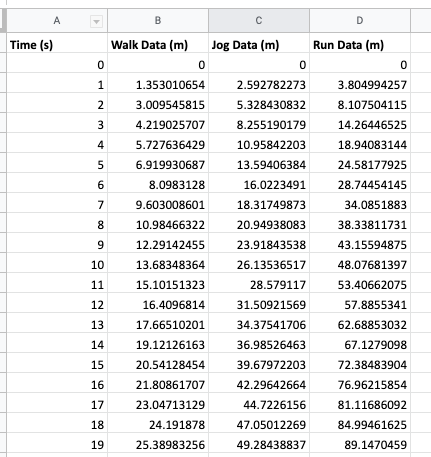 A B C D
Time (s) Walk Data (m) Jog Data (m) Run Data (m)
0 0 0 0
1 1.353010654 2.592782273 3.804994257
2 3.009545815 5.328430832 8.107504115
3 4.219025707 8.255190179 14.26446525
4 5.727636429 10.95842203 18.94083144
5 6.919930687 13.59406384 24.58177925
6 8.0983128 16.0223491 28.74454145
7 9.603008601 18.31749873 34.0851883
8 10.98466322 20.94938083 38.33811731
9 12.29142455 23.91843538 43.15594875
10 13.68348364 26.13536517 48.07681397
11 15.10151323 28.579117 53.40662075
12 16.4096814 31.50921569 57.8855341
13 17.66510201 34.37541706 62.68853032
14 19.12126163 36.98526463 67.1279098
15 20.54128454 39.67972203 72.38483904
16 21.80861707 42.29642664 76.96215854
17 23.04713129 44.7226156 81.11686092
18 24.191878 47.05012269 84.99461625
19 25.38983256 49.28438837 89.1470459